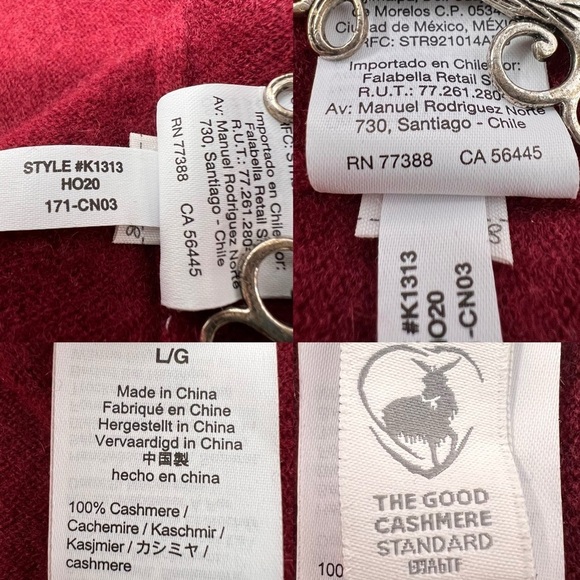 STYLE #K1313
HO20
171-CN03
Importado en Chile por:
Falabella Retail S
R.U.T.: 77.261.280-
Av: Manuel Rodriguez Norte
730, Santiago - Chile
RN 77388 CA 56445
de Morelos C.P.
Ciudad de México, MÉXI
RFC: STR921014A
Importado en Chile por:
Falabella Retail S
R.U.T.: 77.261.280-
Av: Manuel Rodriguez Norte
730, Santiago - Chile
RN 77388 CA 56445
#K1313
HO20
-CN03
L/G
Made in China
Fabriqué en Chine
Hergestellt in China
Vervaardigd in China
中国製
hecho en china
100% Cashmere /
Cachemire / Kaschmir /
Kasjmier / カシミヤ /
cashmere
THE GOOD
CASHMERE
STANDARD
100